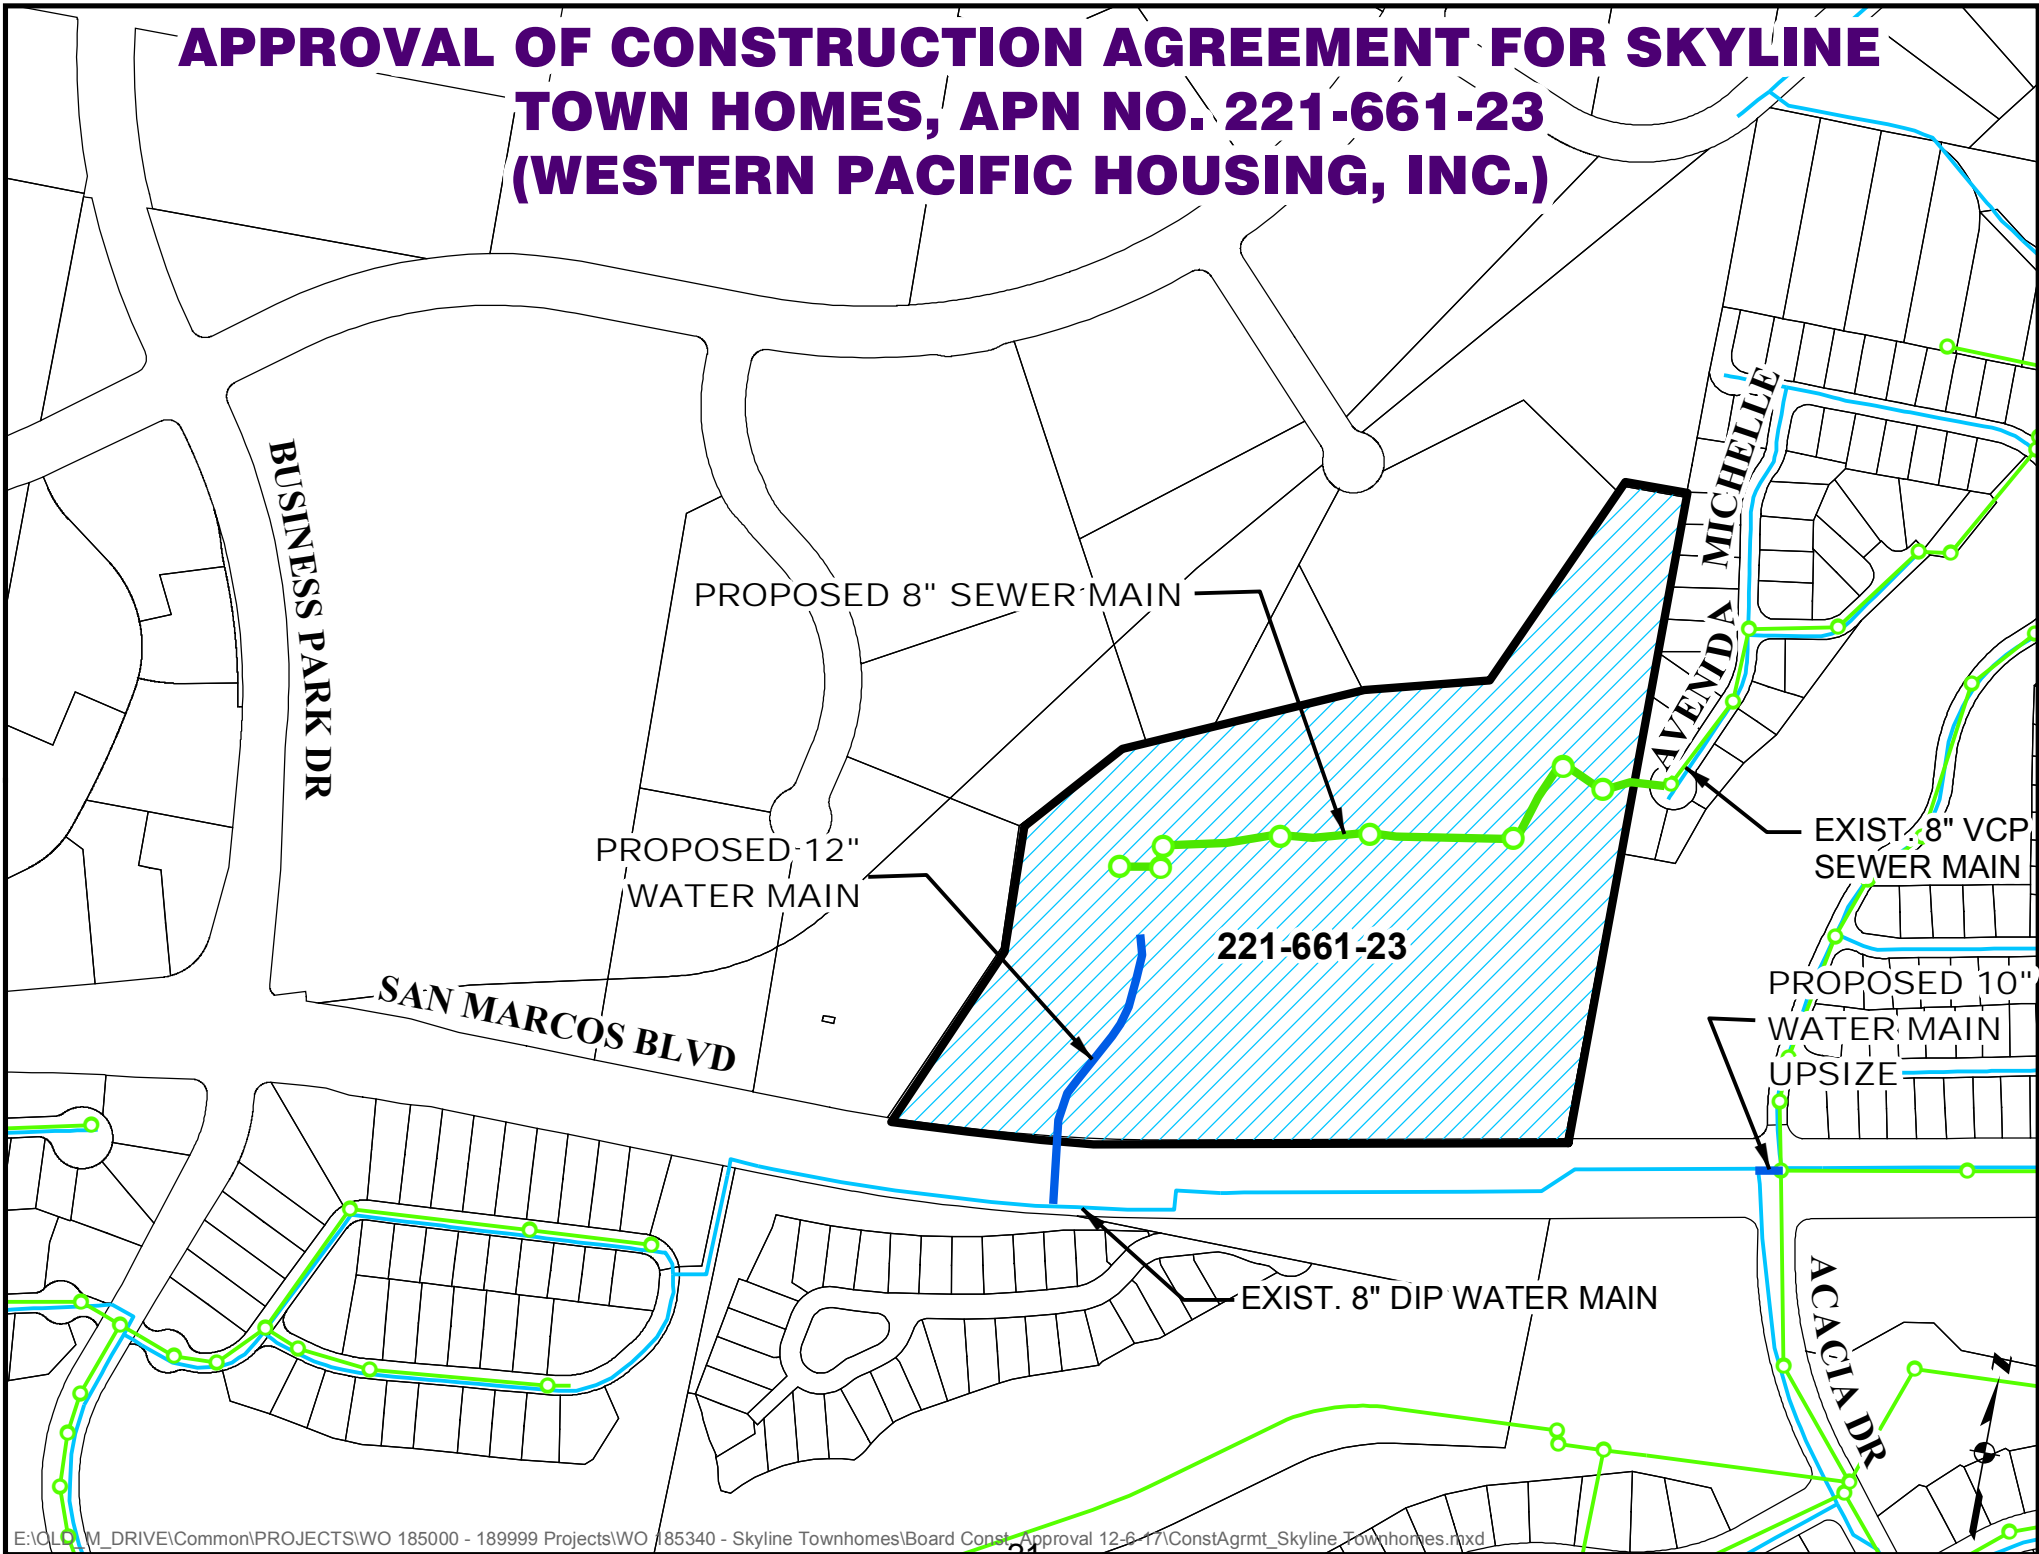 APPROVAL OF CONSTRUCTION AGREEMENT FOR SKYLINE
TOWN HOMES, APN NO. 221-661-23
(WESTERN PACIFIC HOUSING, INC.)
BUSINESS PARK DR
AVENIDA MICHELLE
PROPOSED 8" SEWER MAIN
PROPOSED 12"
WATER MAIN
EXIST. 8" VCP
SEWER MAIN
221-661-23
SAN MARCOS BLVD
PROPOSED 10"
WATER MAIN
UPSIZE
EXIST. 8" DIP WATER MAIN
ACACIA DR
N
E:\OLD_M_DRIVE\Common\PROJECTS\WO 185000 - 189999 Projects\WO 185340 - Skyline Townhomes\Board Const_Approval 12-6-17\ConstAgrmt_Skyline_Townhomes.mxd